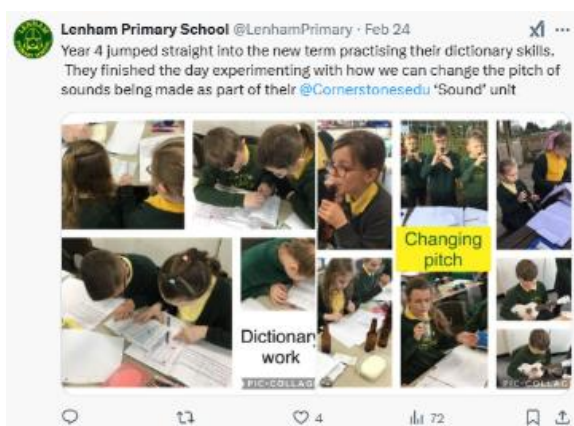 Lenham Primary School @LenhamPrimary · Feb 24
Year 4 jumped straight into the new term practising their dictionary skills.
They finished the day experimenting with how we can change the pitch of
sounds being made as part of their @Cornerstonesedu 'Sound' unit
Changing
pitch
Dictionary
work
PIC•COLLAG
PIC•COLLAG
4
72